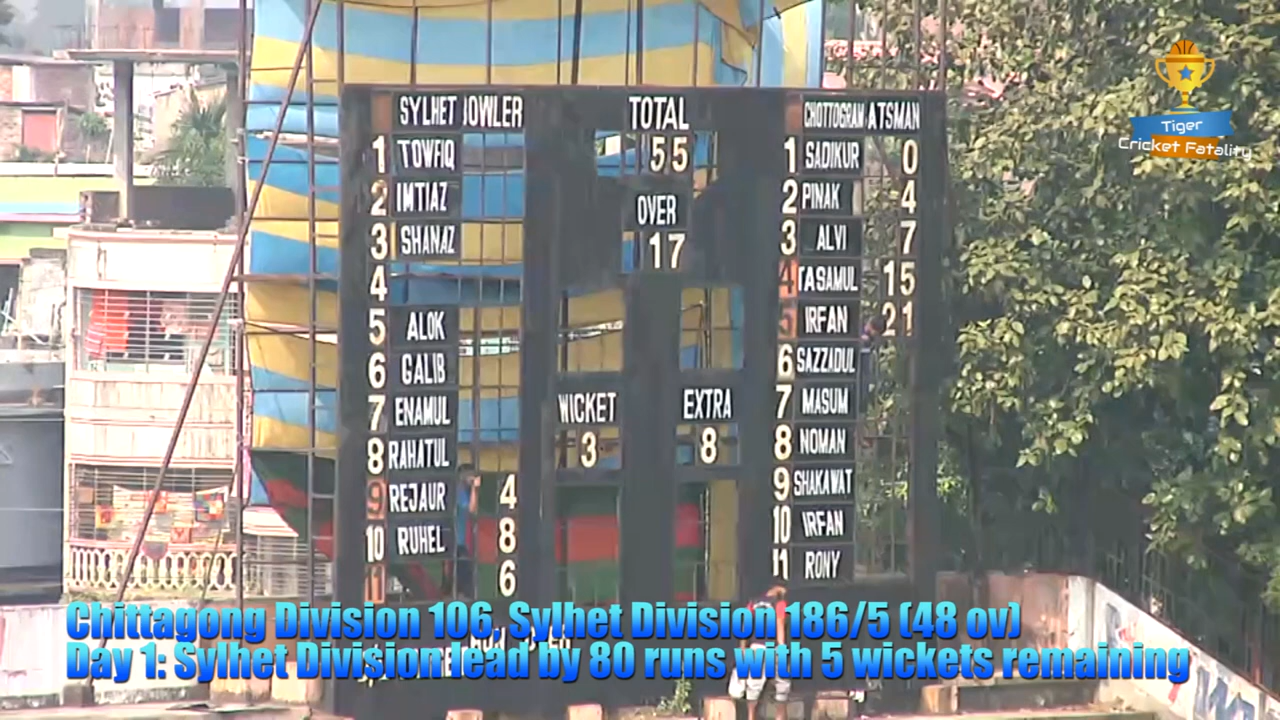 SYLHET BOWLER
1 TOWFIQ
2 IMTIAZ
3 SHANAZ
4
5 ALOK
6 GALIB
7 ENAMUL
8 RAHATUL
9 REJAUR 4
10 RUHEL 8
11 6
TOTAL
55
OVER
17
WICKET
3
EXTRA
8
CHOTTOGRAM BATSMAN
1 SADIKUR 0
2 PINAK 4
3 ALVI 7
4 TASAMUL 15
5 IRFAN 21
6 SAZZADUL
7 MASUM
8 NOMAN
9 SHAKAWAT
10 IRFAN
11 RONY
Tiger
Cricket Fatality
Chittagong Division 106, Sylhet Division 186/5 (48 ov)
Day 1: Sylhet Division lead by 80 runs with 5 wickets remaining